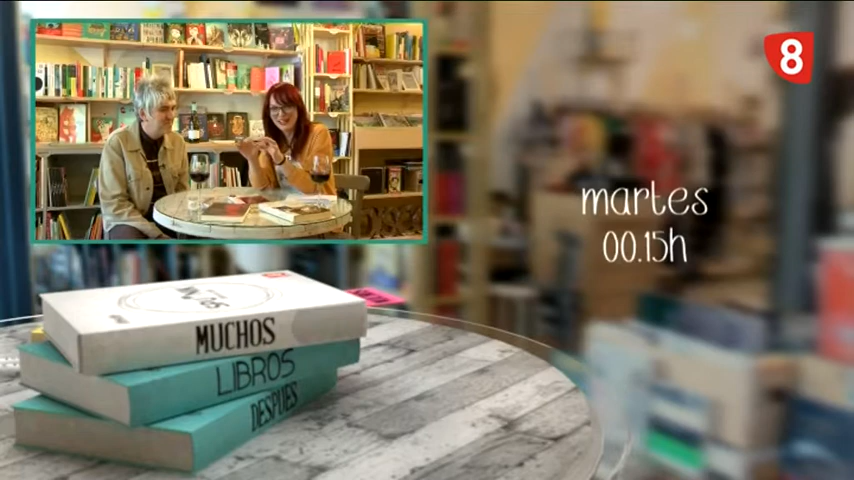 8
martes
00.15h
MUCHOS
LIBROS
DESPUÉS